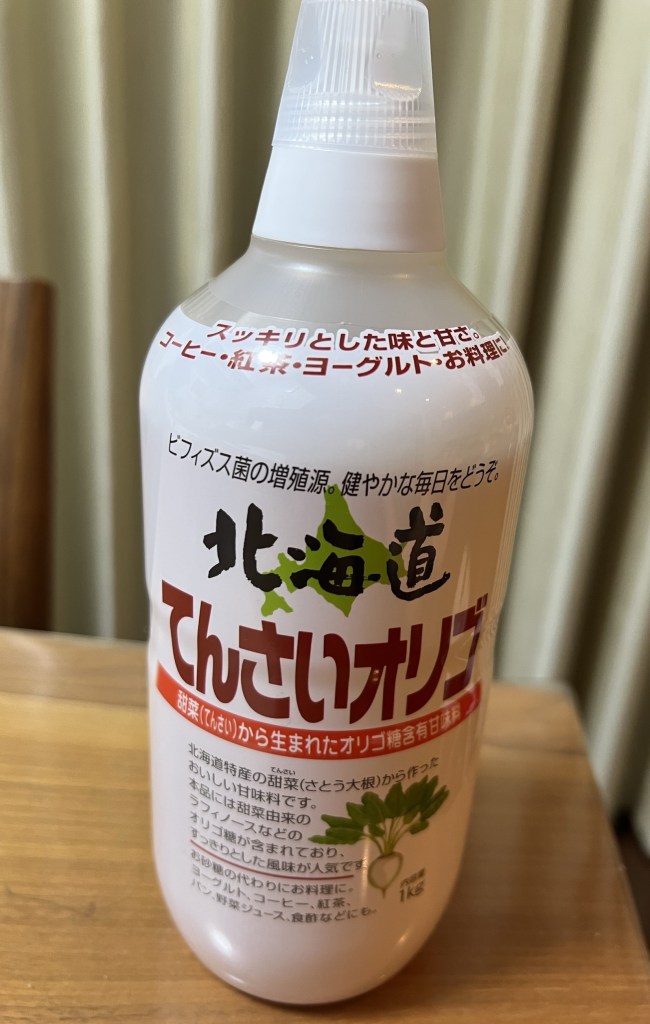 スッキリとした味と甘さ。
コーヒー・紅茶・ヨーグルト・お料理に
ビフィズス菌の増殖源。健やかな毎日をどうぞ。
北海道
てんさいオリゴ
甜菜(てんさい)から生まれたオリゴ糖含有甘味料
てんさい
北海道特産の甜菜(さとう大根)から作った
おいしい甘味料です。
本品には甜菜由来の
ラフィノースなどの
オリゴ糖が含まれており、
すっきりとした風味が人気です
お砂糖の代わりにお料理に。
ヨーグルト、コーヒー、紅茶、
パン、野菜ジュース、食酢などにも。
内容量
1kg